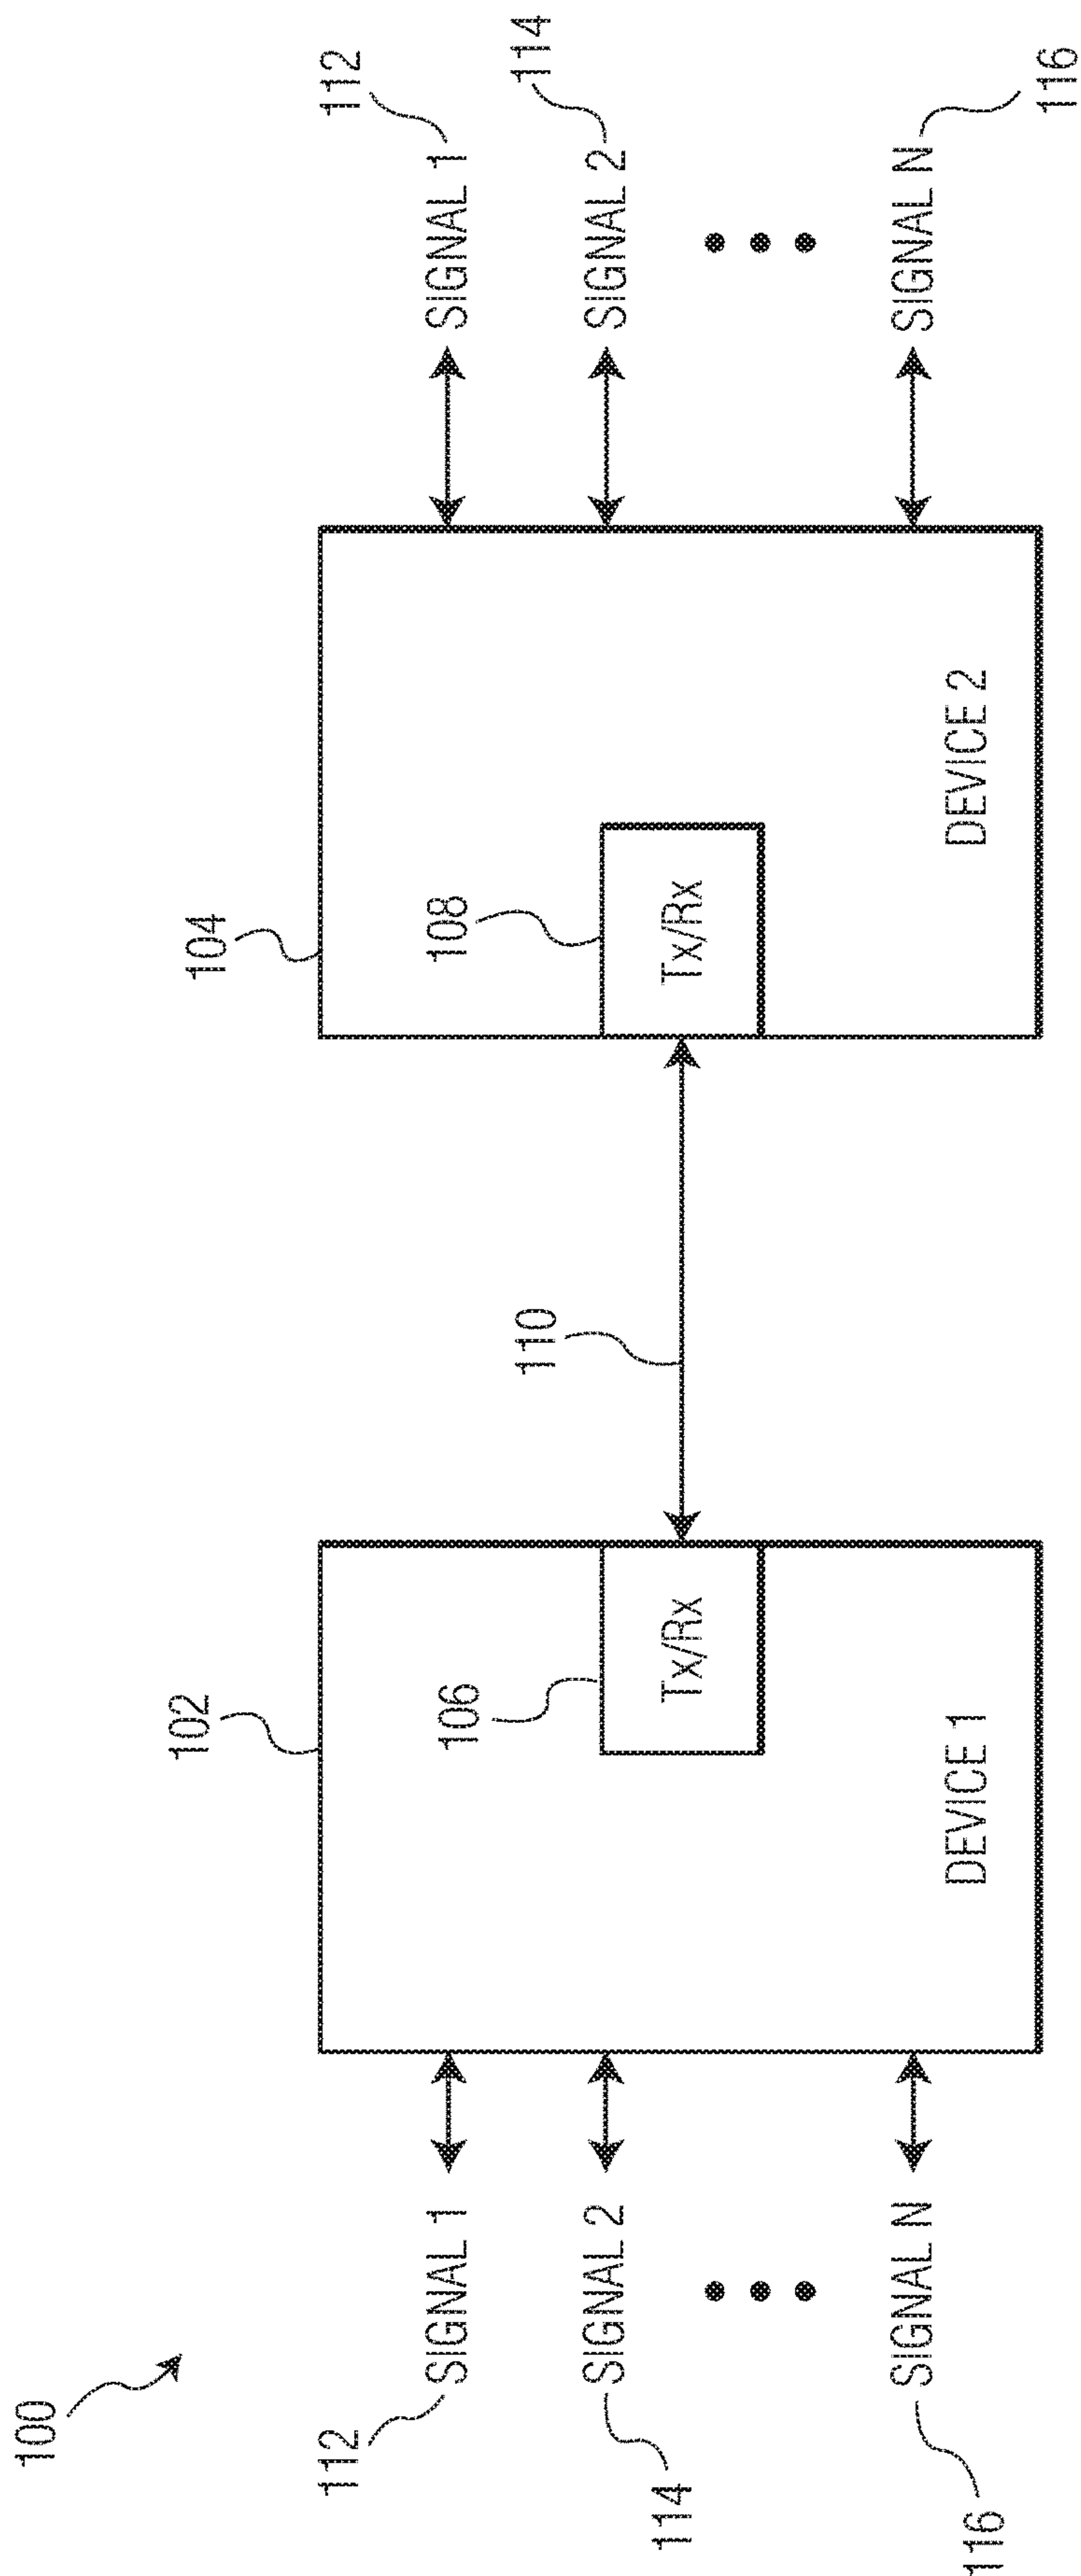 100
112
SIGNAL 1
114
SIGNAL 2
116
SIGNAL N
102
106
Tx/Rx
DEVICE 1
110
104
108
Tx/Rx
DEVICE 2
112
SIGNAL 1
114
SIGNAL 2
116
SIGNAL N